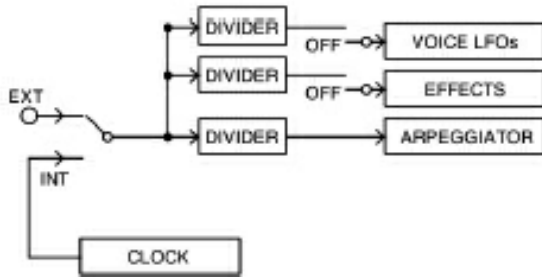 DIVIDER
OFF
VOICE LFOs
DIVIDER
OFF
EFFECTS
EXT
DIVIDER
ARPEGGIATOR
INT
CLOCK